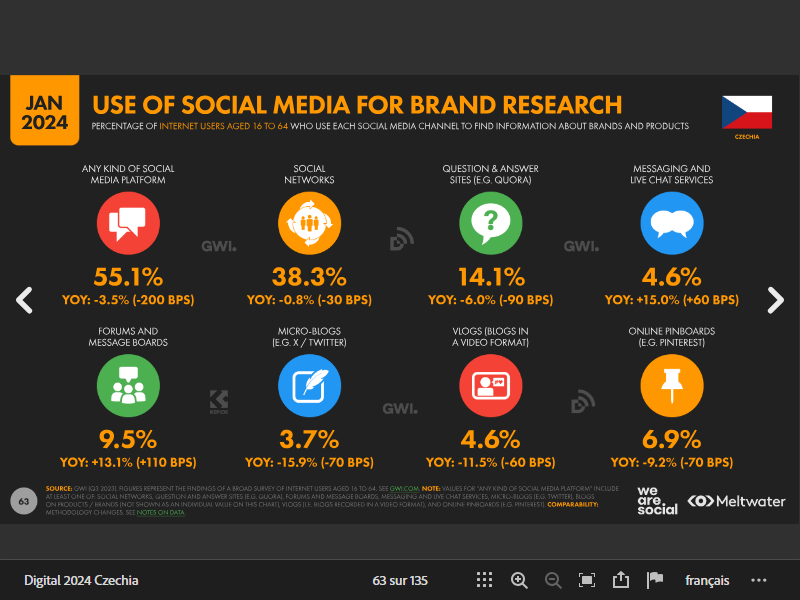 JAN
2024
USE OF SOCIAL MEDIA FOR BRAND RESEARCH
PERCENTAGE OF INTERNET USERS AGED 16 TO 64 WHO USE EACH SOCIAL MEDIA CHANNEL TO FIND INFORMATION ABOUT BRANDS AND PRODUCTS
CZECHIA
ANY KIND OF SOCIAL
MEDIA PLATFORM
55.1%
YOY: -3.5% (-200 BPS)
SOCIAL
NETWORKS
38.3%
YOY: -0.8% (-30 BPS)
QUESTION & ANSWER
SITES (E.G. QUORA)
?
14.1%
YOY: -6.0% (-90 BPS)
MESSAGING AND
LIVE CHAT SERVICES
4.6%
YOY: +15.0% (+60 BPS)
GWI.
GWI.
FORUMS AND
MESSAGE BOARDS
9.5%
YOY: +13.1% (+110 BPS)
MICRO-BLOGS
(E.G. X / TWITTER)
3.7%
YOY: -15.9% (-70 BPS)
VLOGS (BLOGS IN
A VIDEO FORMAT)
4.6%
YOY: -11.5% (-60 BPS)
ONLINE PINBOARDS
(E.G. PINTEREST)
6.9%
YOY: -9.2% (-70 BPS)
KEPIOS
GWI.
63
SOURCE: GWI (Q3 2023). FIGURES REPRESENT THE FINDINGS OF A BROAD SURVEY OF INTERNET USERS AGED 16 TO 64. SEE GWI.COM. NOTE: VALUES FOR "ANY KIND OF SOCIAL MEDIA PLATFORM" INCLUDE
AT LEAST ONE OF: SOCIAL NETWORKS, QUESTION AND ANSWER SITES (E.G. QUORA), FORUMS AND MESSAGE BOARDS, MESSAGING AND LIVE CHAT SERVICES, MICRO-BLOGS (E.G. TWITTER), BLOGS
ON PRODUCTS / BRANDS (NOT SHOWN AS AN INDIVIDUAL VALUE ON THIS CHART), VLOGS (I.E. BLOGS RECORDED IN A VIDEO FORMAT), AND ONLINE PINBOARDS (E.G. PINTEREST). COMPARABILITY:
METHODOLOGY CHANGES. SEE NOTES ON DATA.
we
are.
social
Meltwater
Digital 2024 Czechia
63 sur 135
français